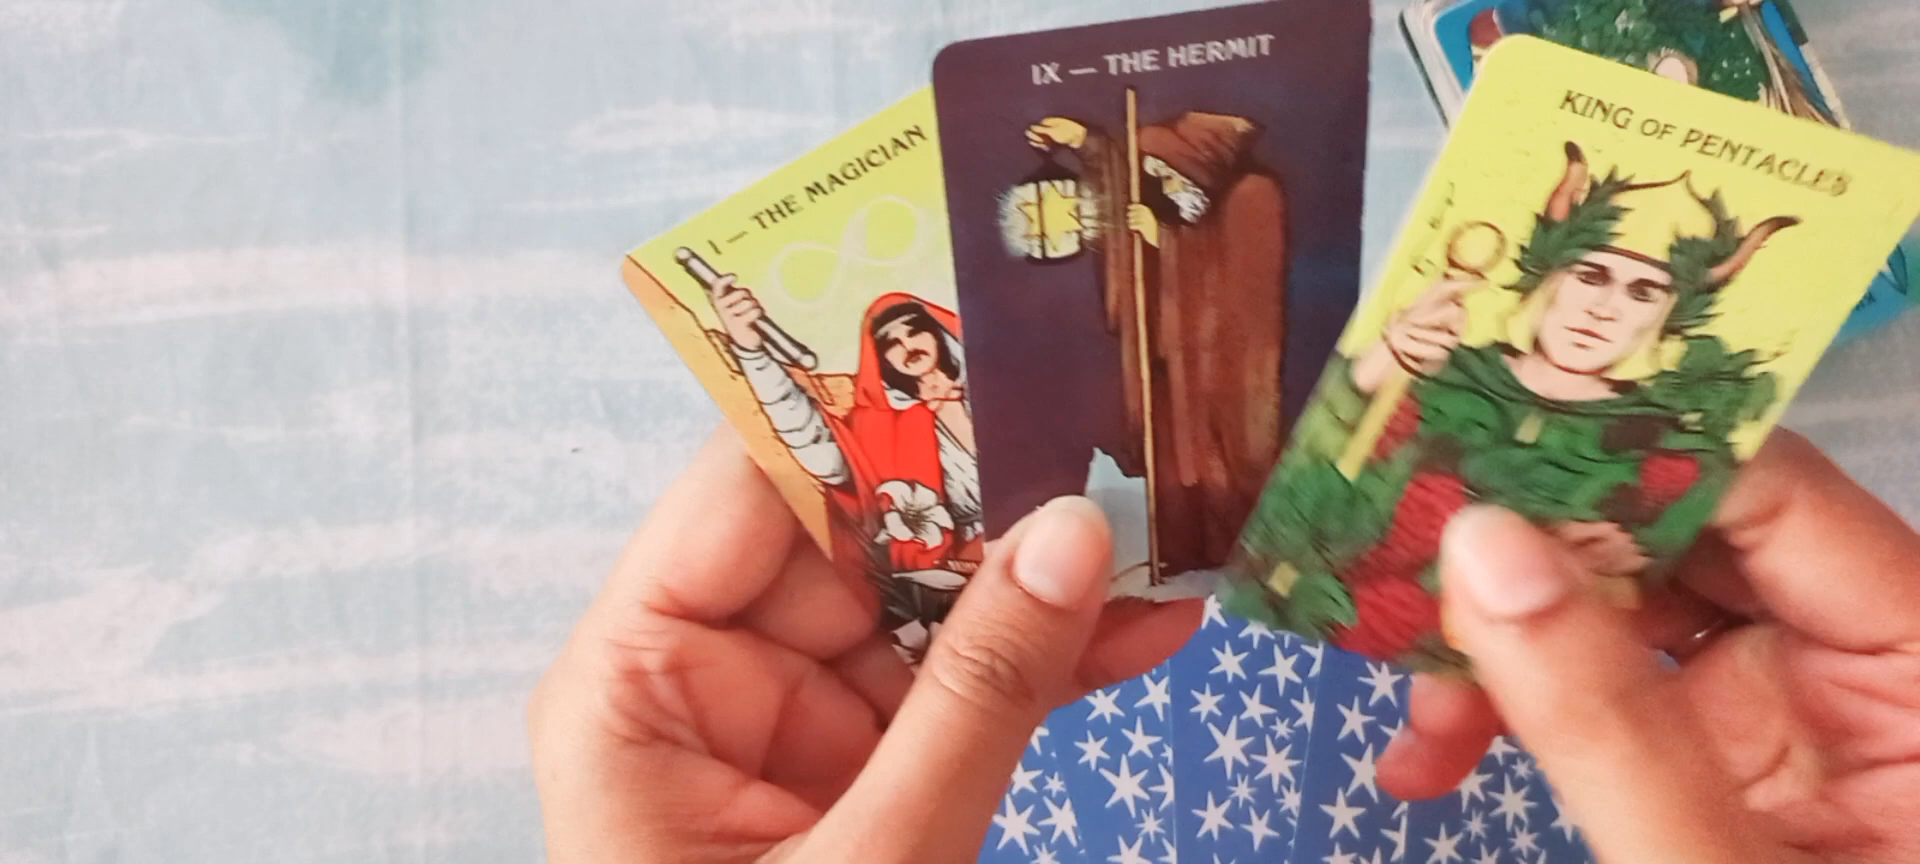 I — THE MAGICIAN
IX — THE HERMIT
KING OF PENTACLES